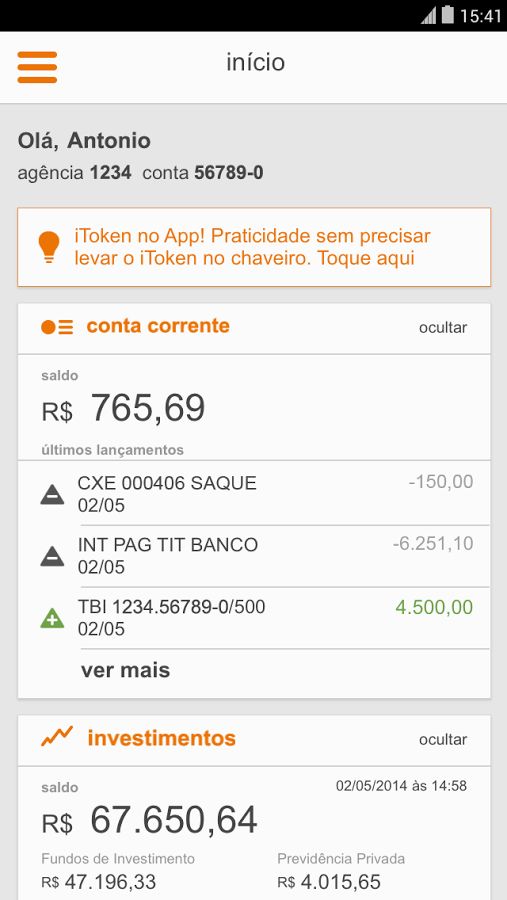 15:41
início
Olá, Antonio
agência 1234 conta 56789-0
iToken no App! Praticidade sem precisar
levar o iToken no chaveiro. Toque aqui
conta corrente ocultar
saldo
R$ 765,69
últimos lançamentos
CXE 000406 SAQUE -150,00
02/05
INT PAG TIT BANCO -6.251,10
02/05
TBI 1234.56789-0/500 4.500,00
02/05
ver mais
investimentos ocultar
saldo 02/05/2014 às 14:58
R$ 67.650,64
Fundos de Investimento Previdência Privada
R$ 47.196,33 R$ 4.015,65